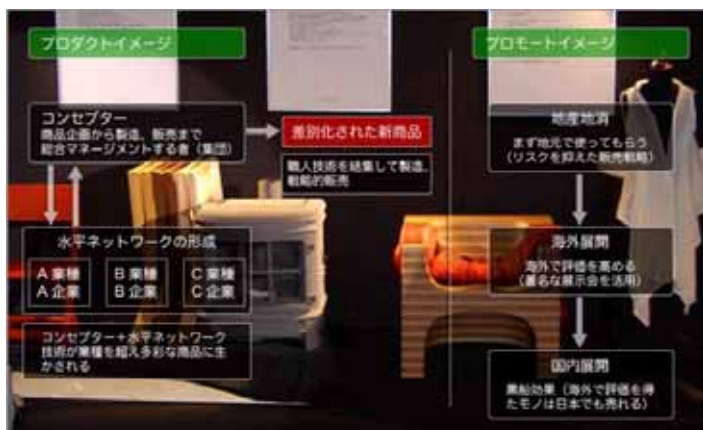 プロダクトイメージ
コンセプター
商品企画から製造、販売まで
総合マネージメントする者（集団）
差別化された新商品
職人技術を結集して製造、
戦略的販売
水平ネットワークの形成
A業種
A企業
B業種
B企業
C業種
C企業
コンセプター＋水平ネットワーク
技術が業種を超え多彩な商品に生
かされる
プロモートイメージ
地産地消
まず地元で使ってもらう
（リスクを抑えた販売戦略）
海外展開
海外で評価を高める
（著名な展示会を活用）
国内展開
黒船効果（海外で評価を得
たモノは日本でも売れる）